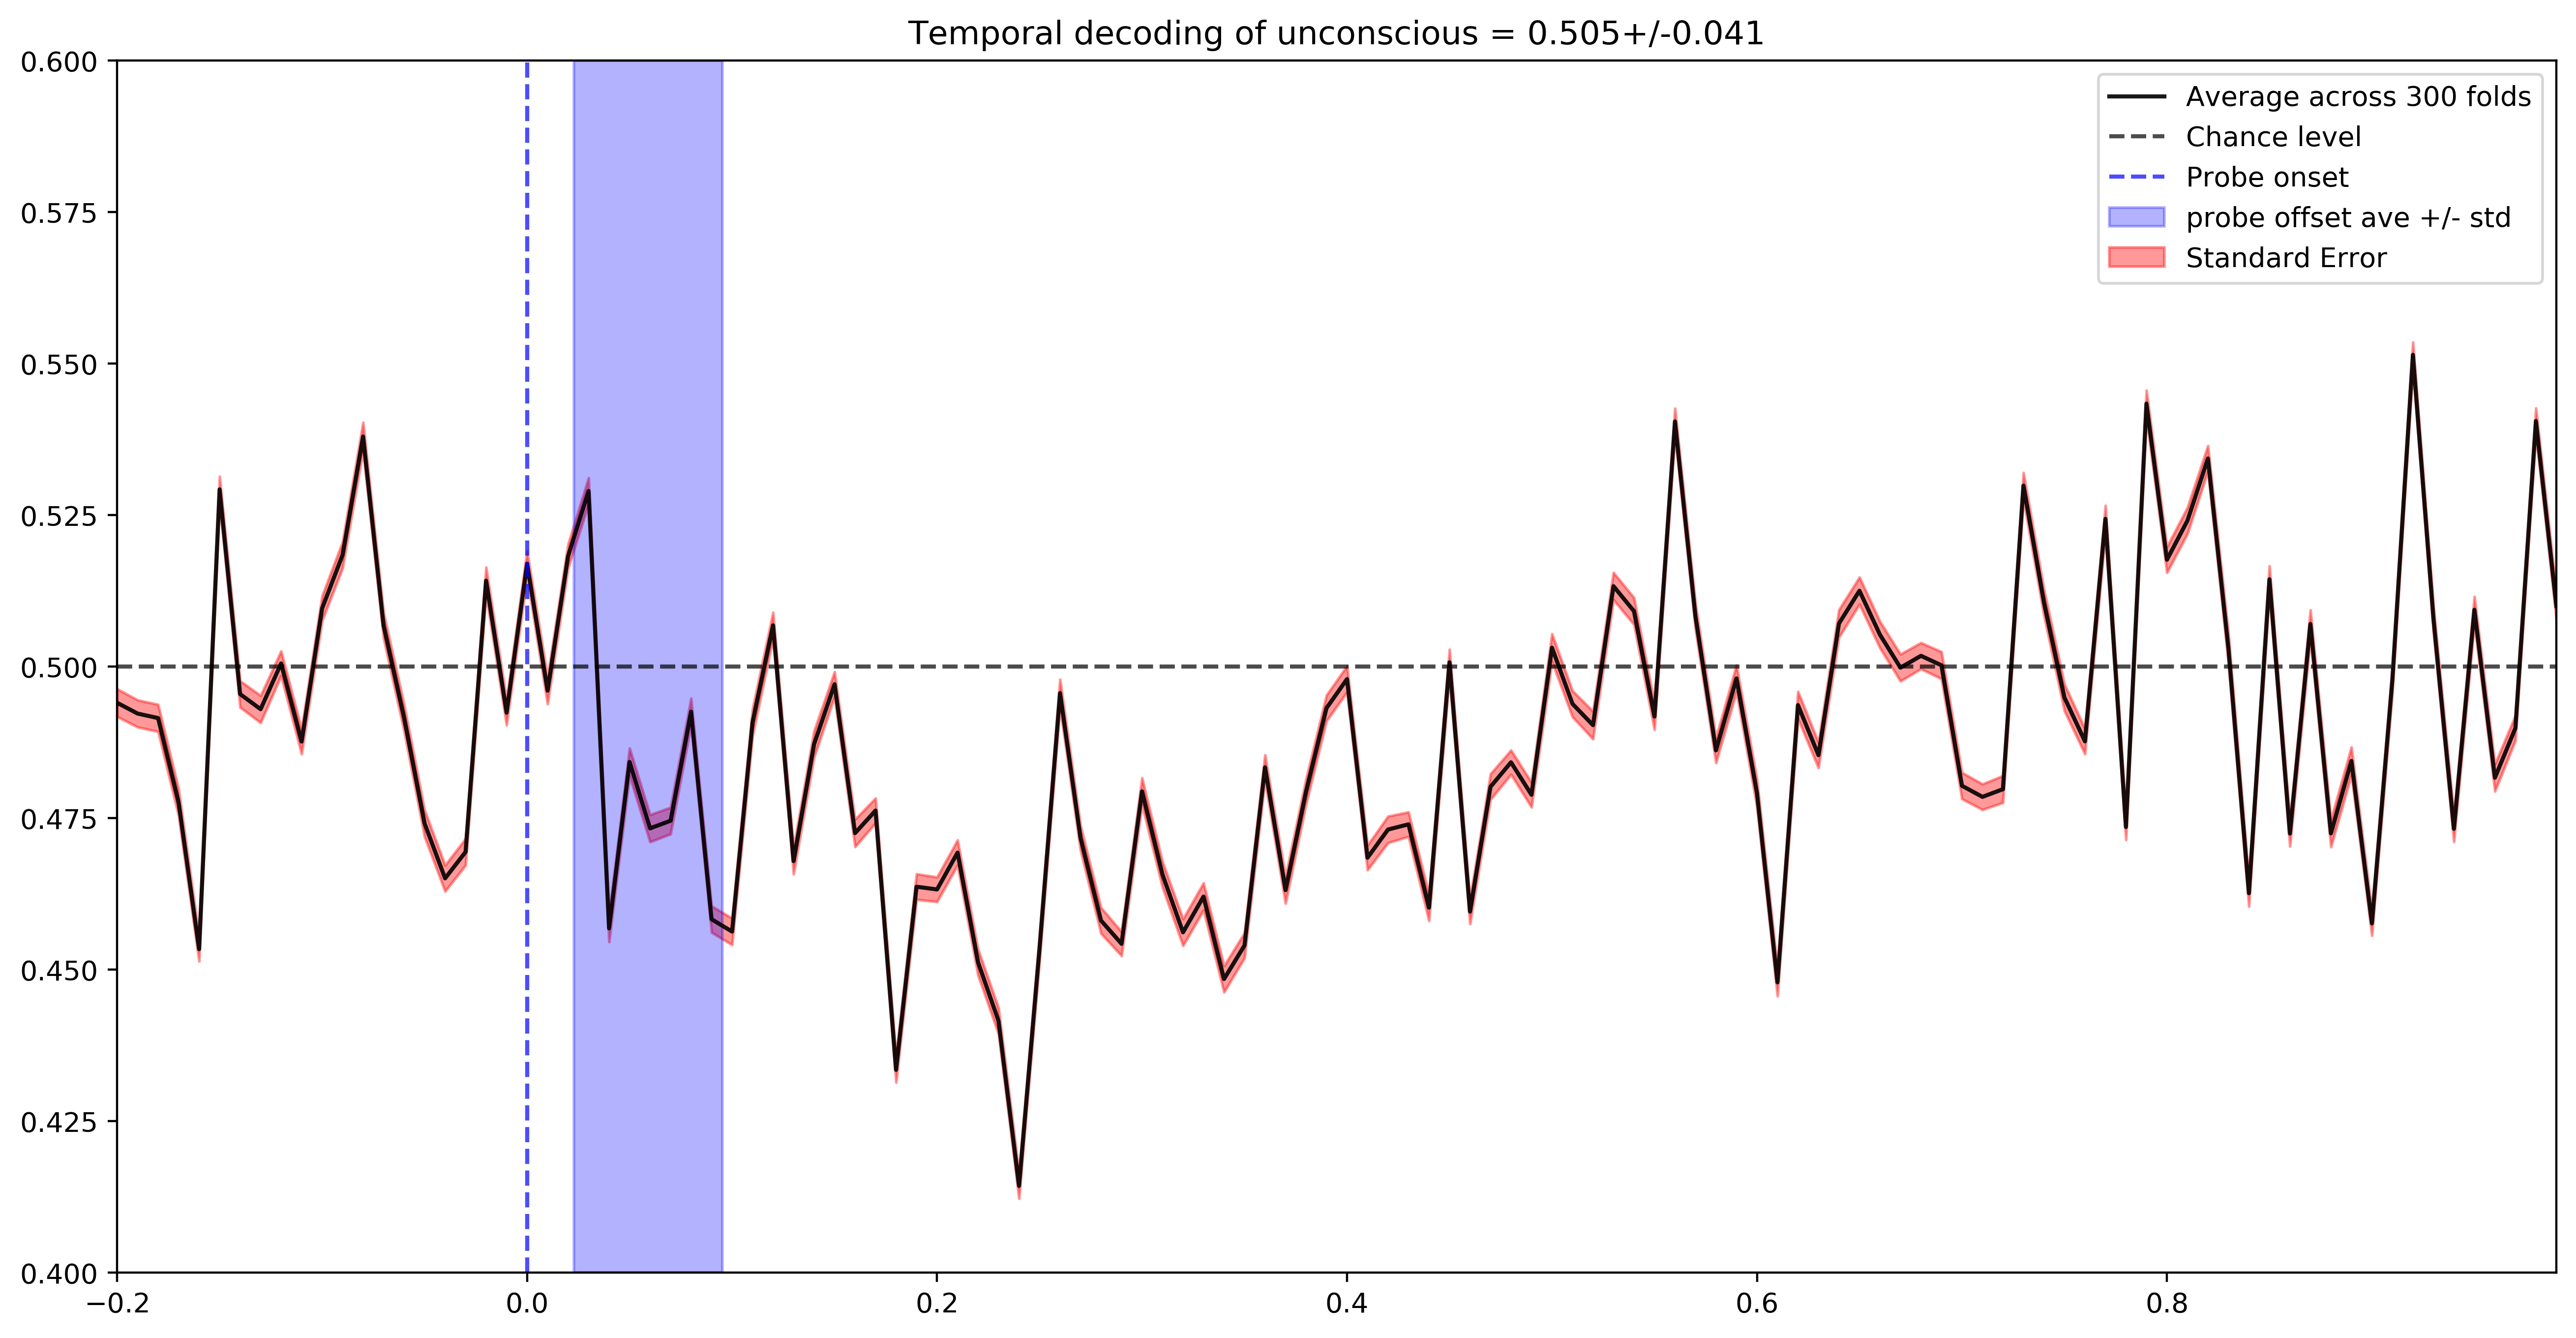 Temporal decoding of unconscious = 0.505+/-0.041
0.600
0.575
0.550
0.525
0.500
0.475
0.450
0.425
0.400
Average across 300 folds
Chance level
Probe onset
probe offset ave +/- std
Standard Error
−0.2
0.0
0.2
0.4
0.6
0.8